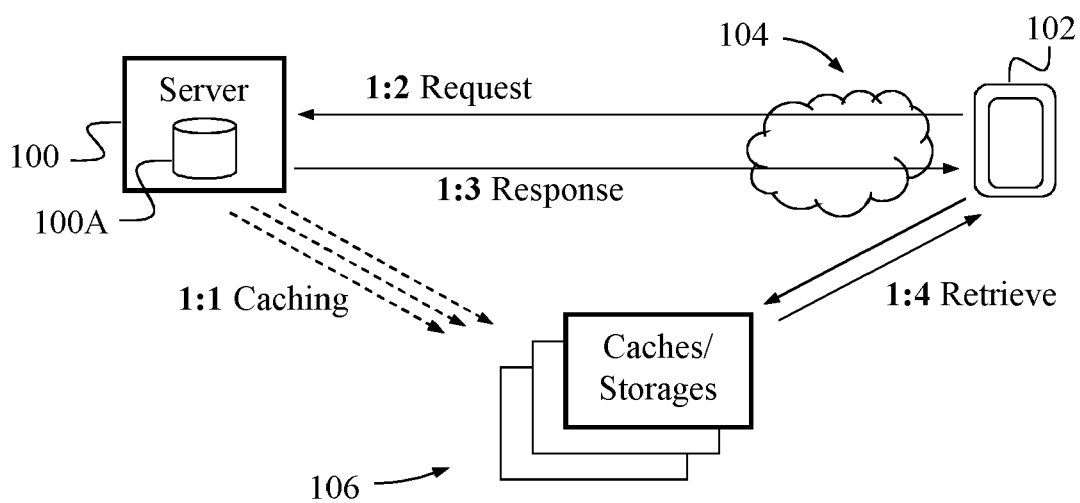 102
104
Server
1:2 Request
100
1:3 Response
100A
1:1 Caching
1:4 Retrieve
Caches/
Storages
106